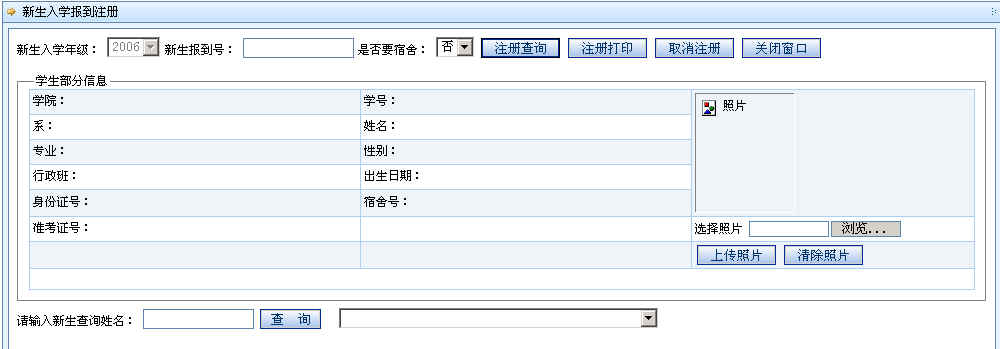 新生入学报到注册
新生入学年级： 2006 新生报到号： 是否要宿舍： 否 注册查询 注册打印 取消注册 关闭窗口
学生部分信息
学院： 学号： 照片
系： 姓名：
专业： 性别：
行政班： 出生日期：
身份证号： 宿舍号：
准考证号： 选择照片 浏览...
上传照片 清除照片
请输入新生查询姓名： 查 询